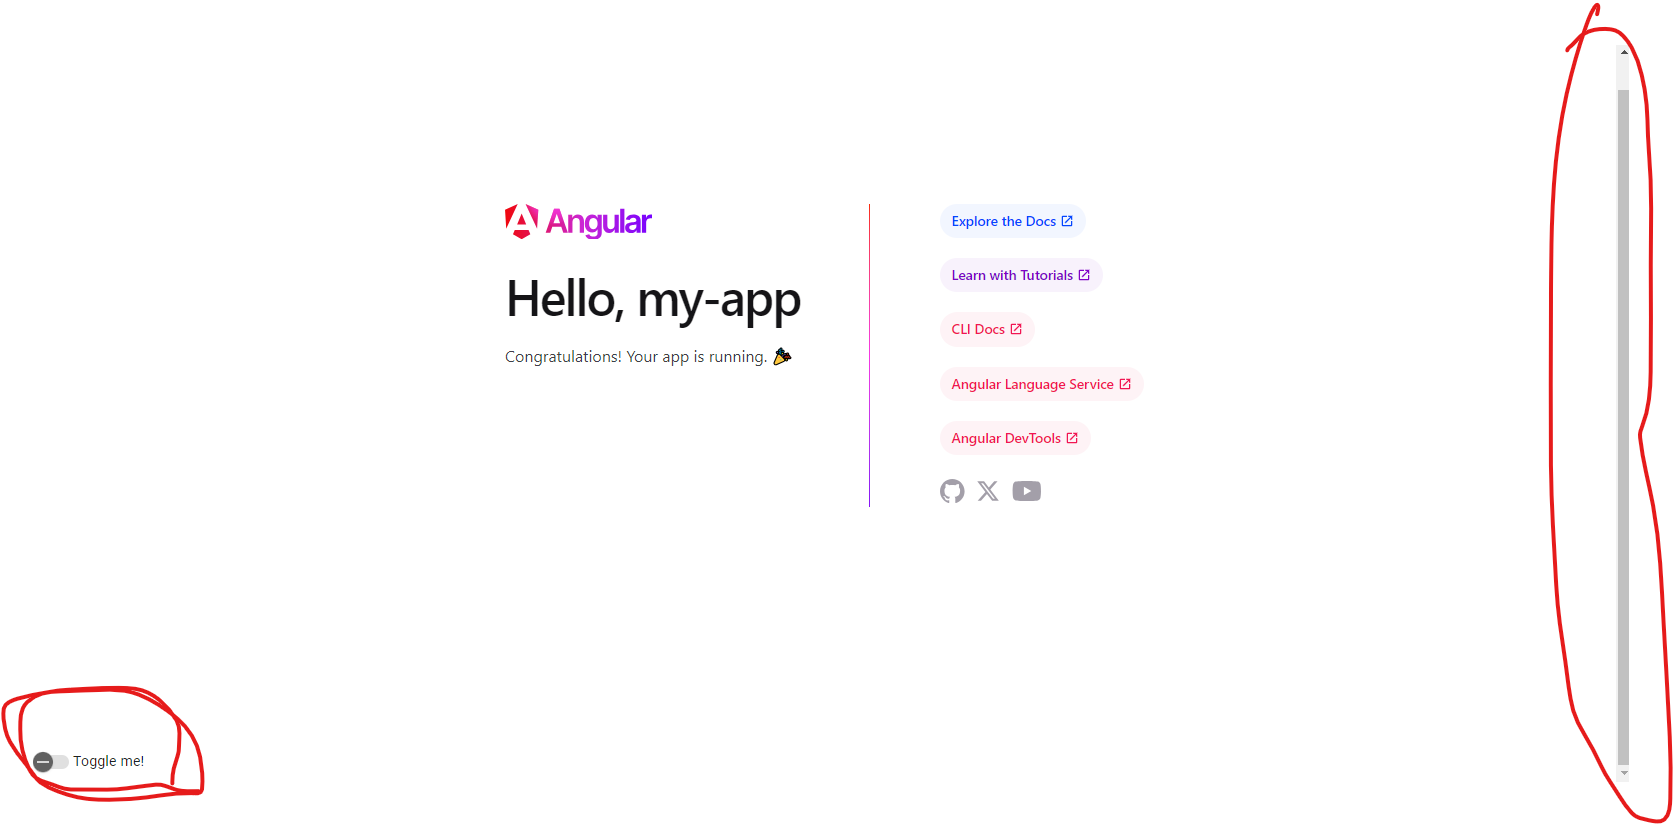 Angular
Hello, my-app
Congratulations! Your app is running. 🎉
Explore the Docs
Learn with Tutorials
CLI Docs
Angular Language Service
Angular DevTools
Toggle me!